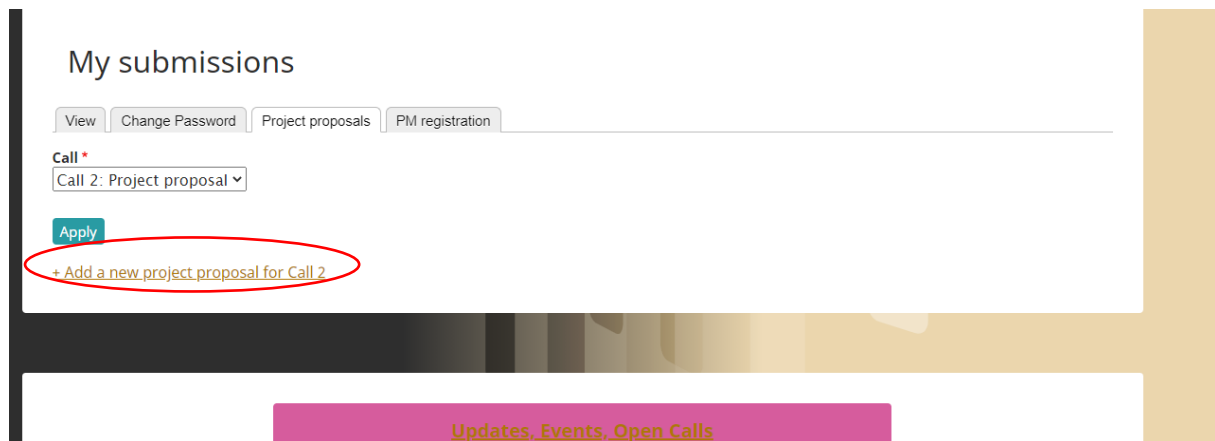 My submissions
View Change Password Project proposals PM registration
Call *
Call 2: Project proposal
Apply
+ Add a new project proposal for Call 2
Updates, Events, Open Calls